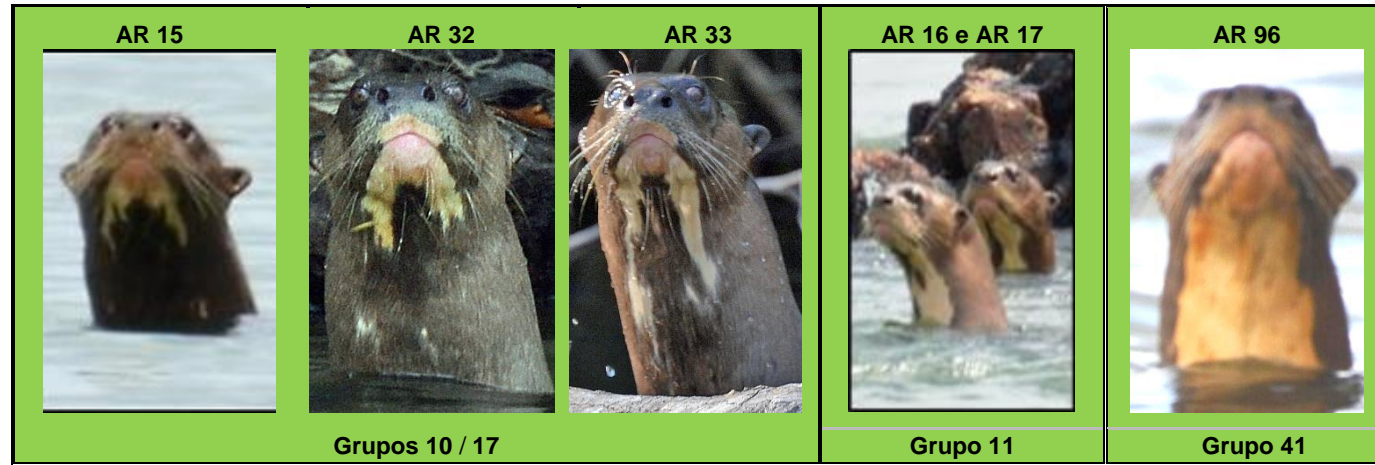 AR 15
AR 32
AR 33
AR 16 e AR 17
AR 96
Grupos 10 / 17
Grupo 11
Grupo 41